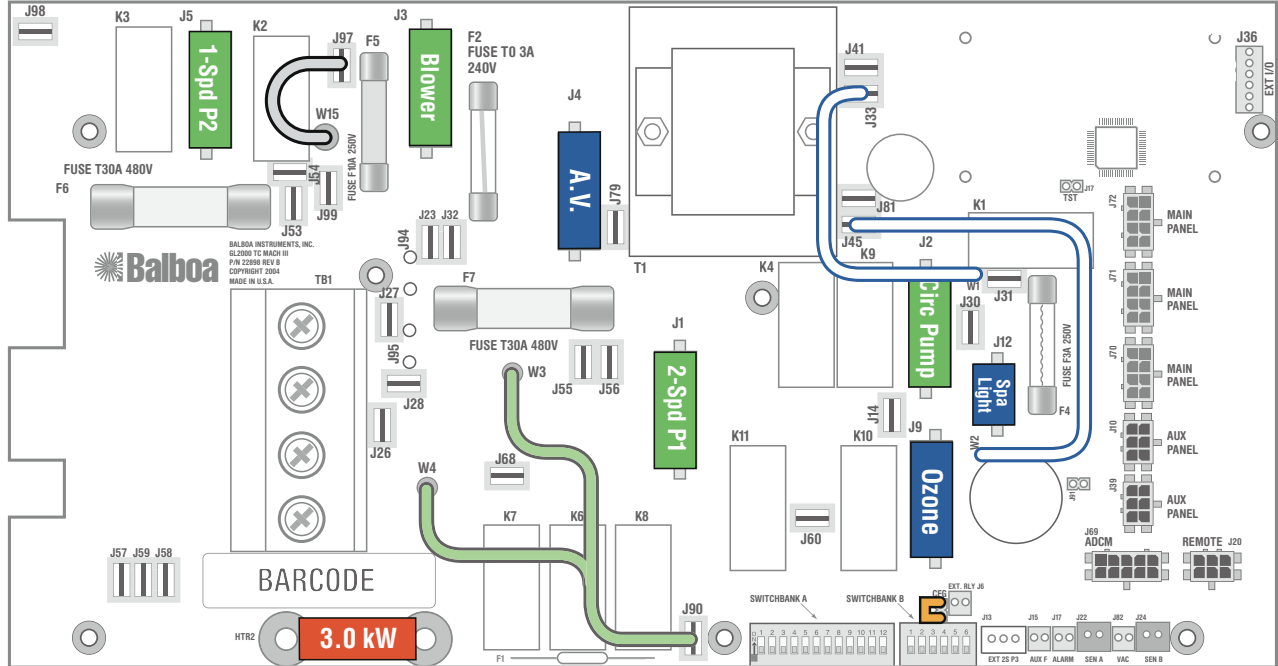 J98
K3
J5
K2
J97
F5
J3
F2
FUSE TO 3A
240V
1-Spd P2
Blower
W15
FUSE F10A 250V
FUSE T30A 480V
F6
J54
J53
J99
J4
A.V.
J79
J41
J33
J81
J45
T1
J36
EXT I/O
J17
TST
K1
J72
MAIN
PANEL
J71
MAIN
PANEL
J70
MAIN
PANEL
J10
AUX
PANEL
J39
AUX
PANEL
Balboa
BALBOA INSTRUMENTS, INC.
GL2000 TC MACH III
P/N 22898 REV B
COPYRIGHT 2004
MADE IN U.S.A.
TB1
J23
J32
J94
J27
J95
J28
J26
F7
FUSE T30A 480V
W3
W4
J55
J56
J1
2-Spd P1
K4
K9
J2
Circ Pump
W1
J31
J30
J12
Spa
Light
FUSE F3A 250V
F4
W2
J14
J9
Ozone
J91
K11
K10
J68
J60
K7
K6
K8
J57
J59
J58
BARCODE
HTR2
3.0 kW
F1
J90
J69
ADCM
REMOTE
J20
SWITCHBANK A
SWITCHBANK B
CFG
EXT. RLY J6
ON
1 2 3 4 5 6 7 8 9 10 11 12
1 2 3 4 5 6
J13
EXT 2S P3
J15
AUX F
J17
ALARM
J22
SEN A
J82
VAC
J24
SEN B